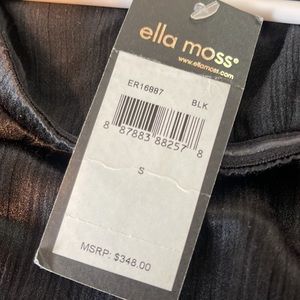 ella moss®
www.ellamoss.com
ER16887 BLK
8 87883 88257 8
S
MSRP: $348.00